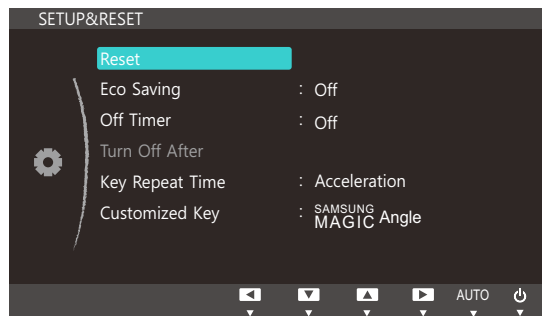 SETUP&RESET
Reset
Eco Saving : Off
Off Timer : Off
Turn Off After
Key Repeat Time : Acceleration
Customized Key : SAMSUNG MAGIC Angle
AUTO